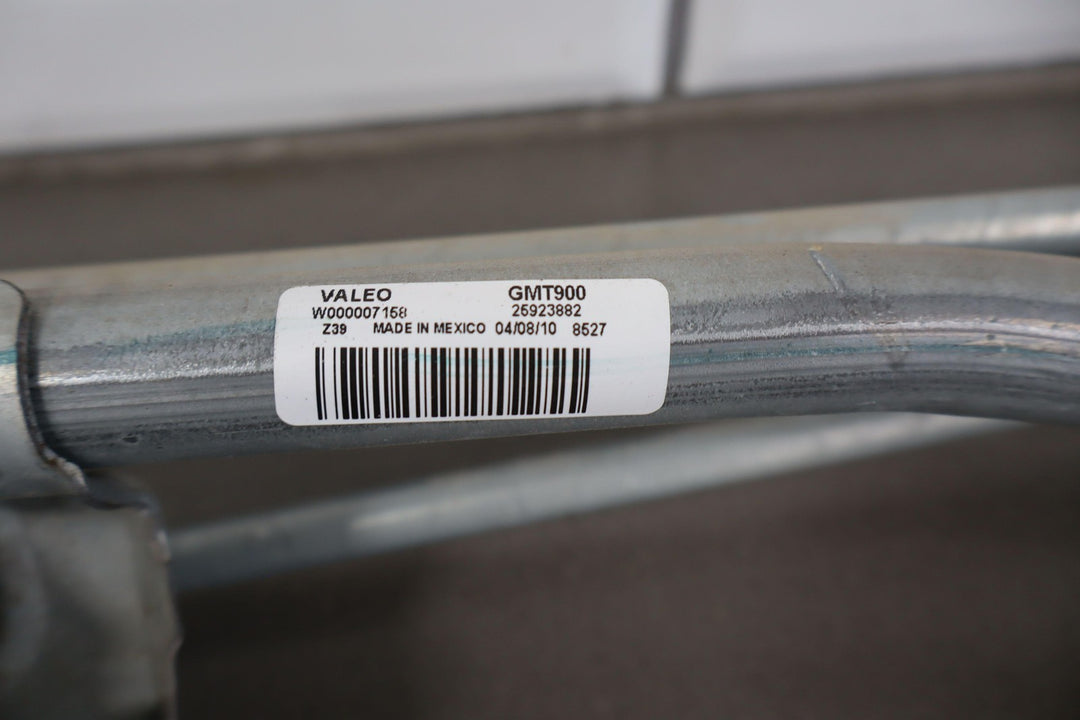 VALEO GMT900
W000007158 25923882
Z39 MADE IN MEXICO 04/08/10 8527